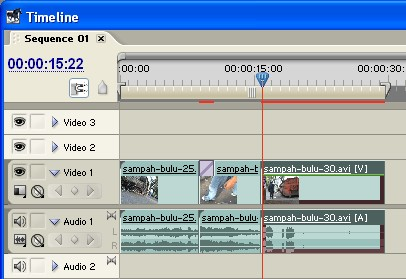 Timeline
Sequence 01
00:00:15:22
:00:00
00:00:15:00
00:00:30:0
Video 3
Video 2
Video 1
sampah-bulu-25.
sampah-b
sampah-bulu-30.avi [V]
Audio 1
sampah-bulu-25.
sampah-bulu
sampah-bulu-30.avi [A]
L
R
Audio 2